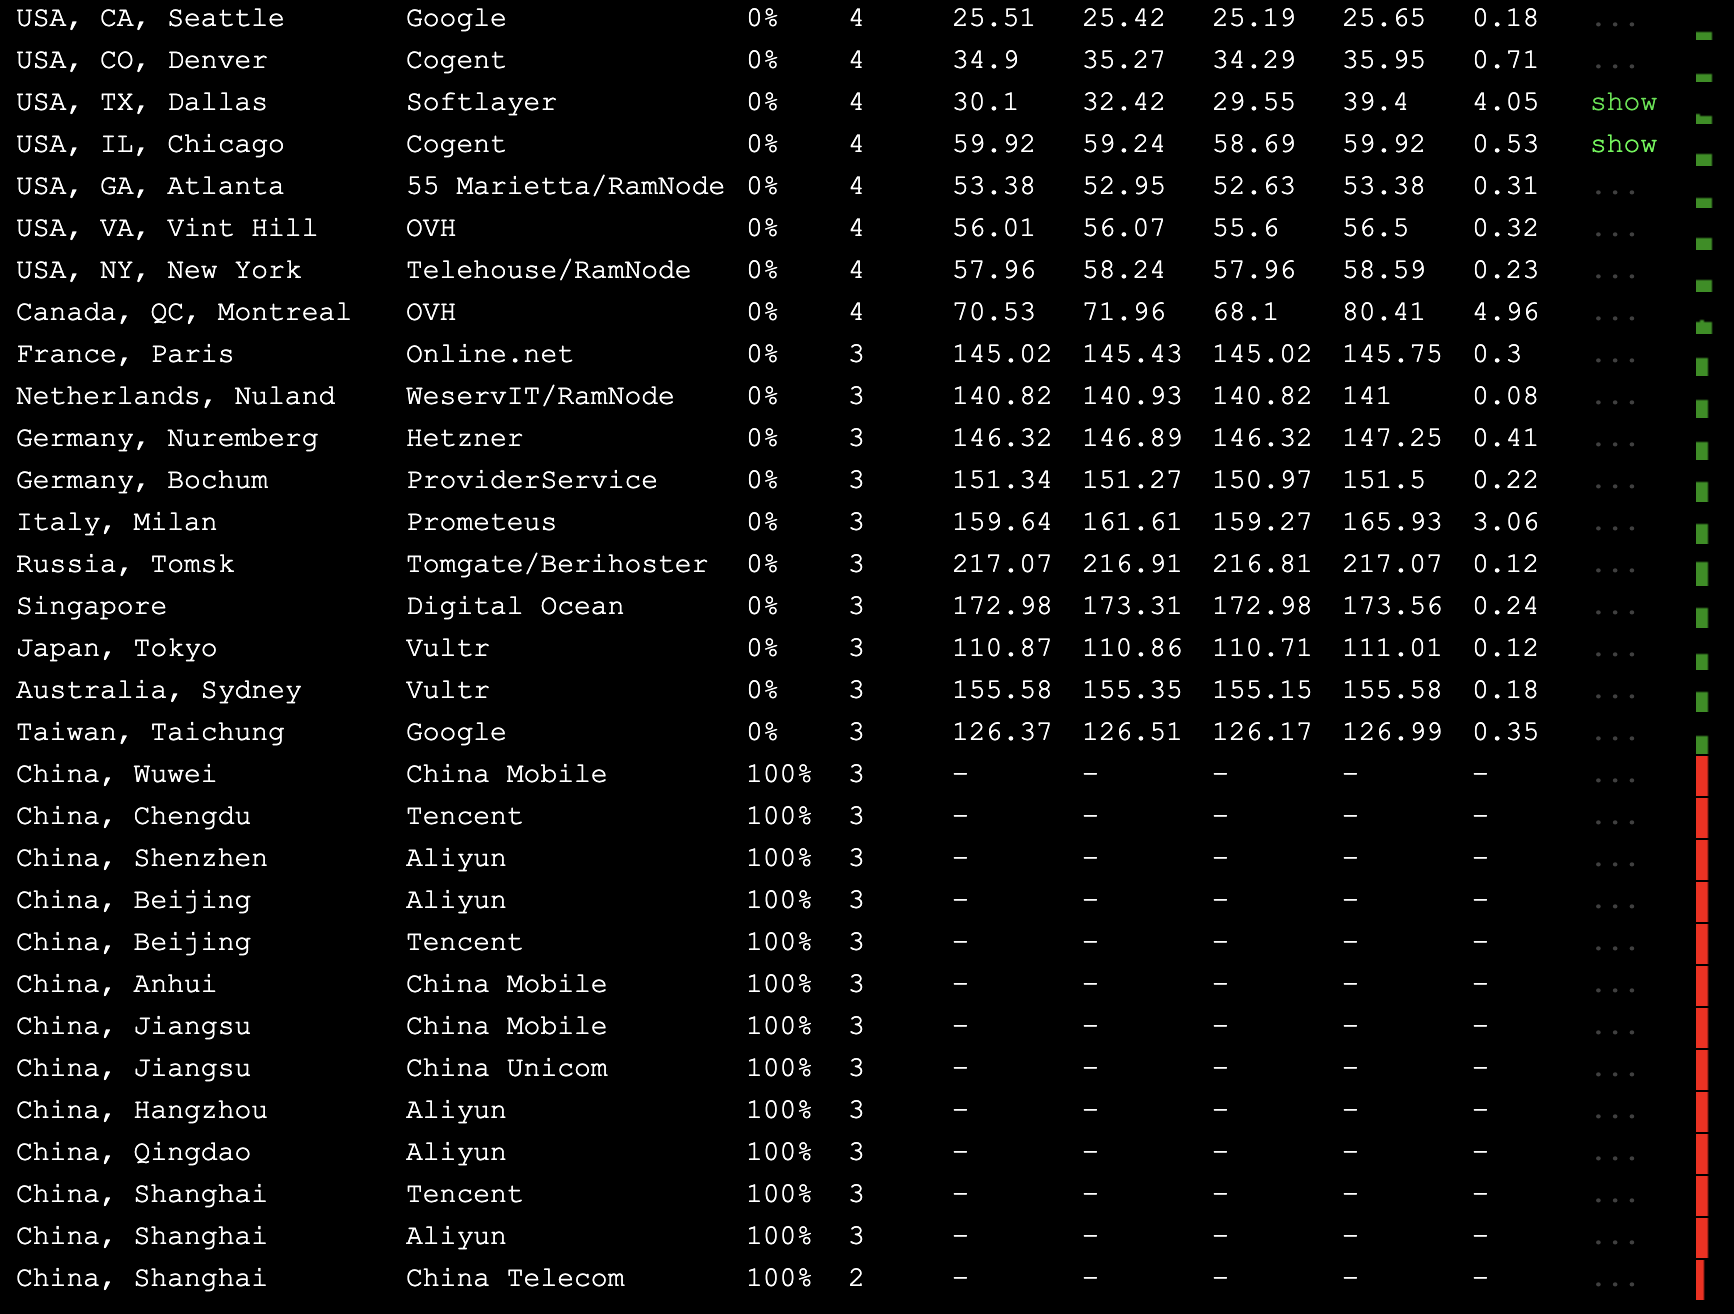 USA, CA, Seattle Google 0% 4 25.51 25.42 25.19 25.65 0.18 ...
USA, CO, Denver Cogent 0% 4 34.9 35.27 34.29 35.95 0.71 ...
USA, TX, Dallas Softlayer 0% 4 30.1 32.42 29.55 39.4 4.05 show
USA, IL, Chicago Cogent 0% 4 59.92 59.24 58.69 59.92 0.53 show
USA, GA, Atlanta 55 Marietta/RamNode 0% 4 53.38 52.95 52.63 53.38 0.31 ...
USA, VA, Vint Hill OVH 0% 4 56.01 56.07 55.6 56.5 0.32 ...
USA, NY, New York Telehouse/RamNode 0% 4 57.96 58.24 57.96 58.59 0.23 ...
Canada, QC, Montreal OVH 0% 4 70.53 71.96 68.1 80.41 4.96 ...
France, Paris Online.net 0% 3 145.02 145.43 145.02 145.75 0.3 ...
Netherlands, Nuland WeservIT/RamNode 0% 3 140.82 140.93 140.82 141 0.08 ...
Germany, Nuremberg Hetzner 0% 3 146.32 146.89 146.32 147.25 0.41 ...
Germany, Bochum ProviderService 0% 3 151.34 151.27 150.97 151.5 0.22 ...
Italy, Milan Prometeus 0% 3 159.64 161.61 159.27 165.93 3.06 ...
Russia, Tomsk Tomgate/Berihoster 0% 3 217.07 216.91 216.81 217.07 0.12 ...
Singapore Digital Ocean 0% 3 172.98 173.31 172.98 173.56 0.24 ...
Japan, Tokyo Vultr 0% 3 110.87 110.86 110.71 111.01 0.12 ...
Australia, Sydney Vultr 0% 3 155.58 155.35 155.15 155.58 0.18 ...
Taiwan, Taichung Google 0% 3 126.37 126.51 126.17 126.99 0.35 ...
China, Wuwei China Mobile 100% 3 – – – – – ...
China, Chengdu Tencent 100% 3 – – – – – ...
China, Shenzhen Aliyun 100% 3 – – – – – ...
China, Beijing Aliyun 100% 3 – – – – – ...
China, Beijing Tencent 100% 3 – – – – – ...
China, Anhui China Mobile 100% 3 – – – – – ...
China, Jiangsu China Mobile 100% 3 – – – – – ...
China, Jiangsu China Unicom 100% 3 – – – – – ...
China, Hangzhou Aliyun 100% 3 – – – – – ...
China, Qingdao Aliyun 100% 3 – – – – – ...
China, Shanghai Tencent 100% 3 – – – – – ...
China, Shanghai Aliyun 100% 3 – – – – – ...
China, Shanghai China Telecom 100% 2 – – – – – ...